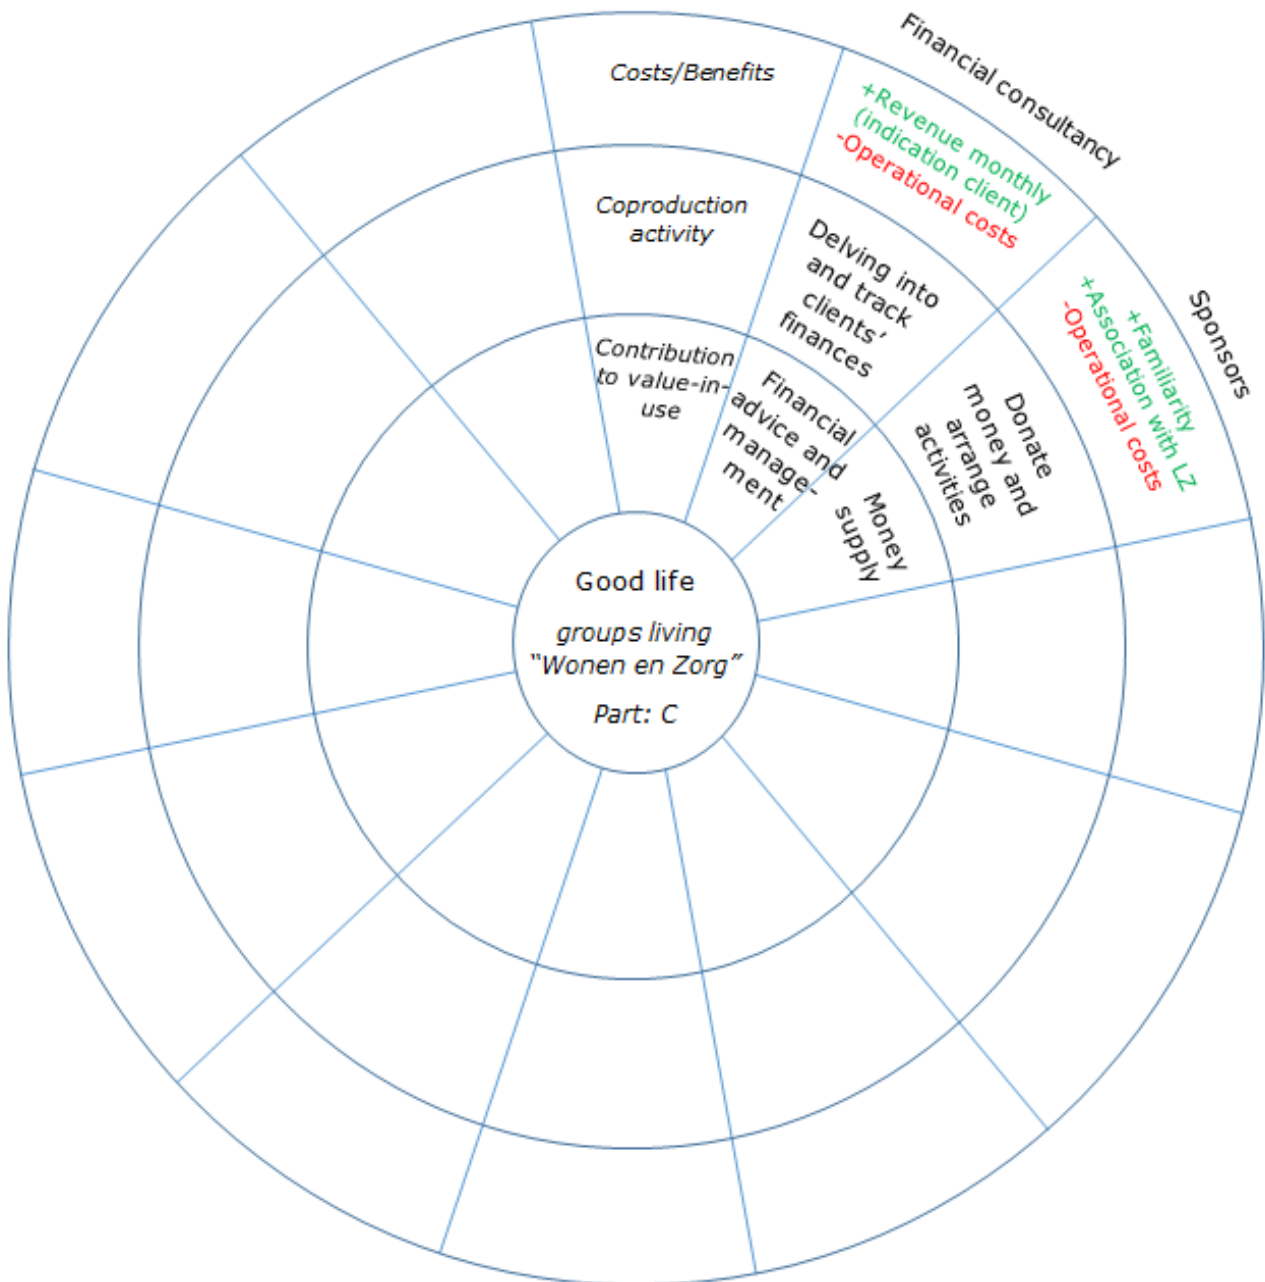 Costs/Benefits
Coproduction
activity
Contribution
to value-in-
use
Financial consultancy
+Revenue monthly
(indication client)
-Operational costs
Delving into
and track
clients’
finances
Financial
advice and
manage-
ment
Sponsors
+Familiarity
+Association with LZ
-Operational costs
Donate
money and
arrange
activities
Money
supply
Good life
groups living
“Wonen en Zorg”
Part: C